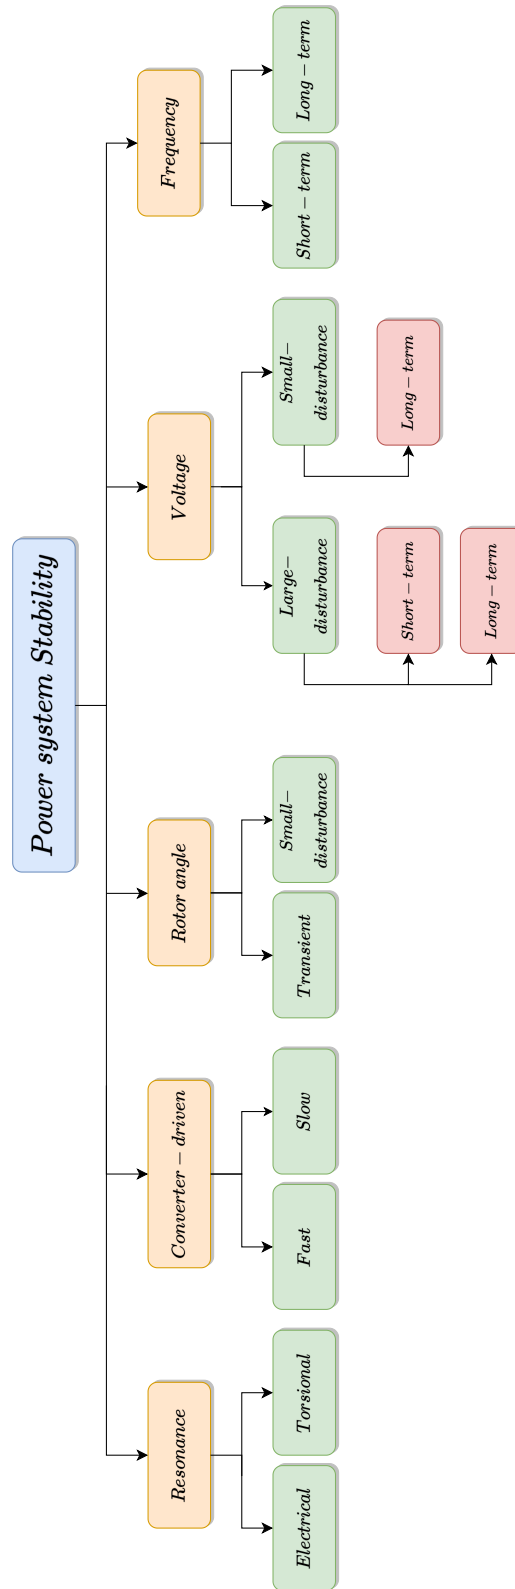 Power system Stability
Resonance
Converter – driven
Rotor angle
Voltage
Frequency
Electrical
Torsional
Fast
Slow
Transient
Small–
disturbance
Large–
disturbance
Small–
disturbance
Short – term
Long – term
Short – term
Long – term
Long – term